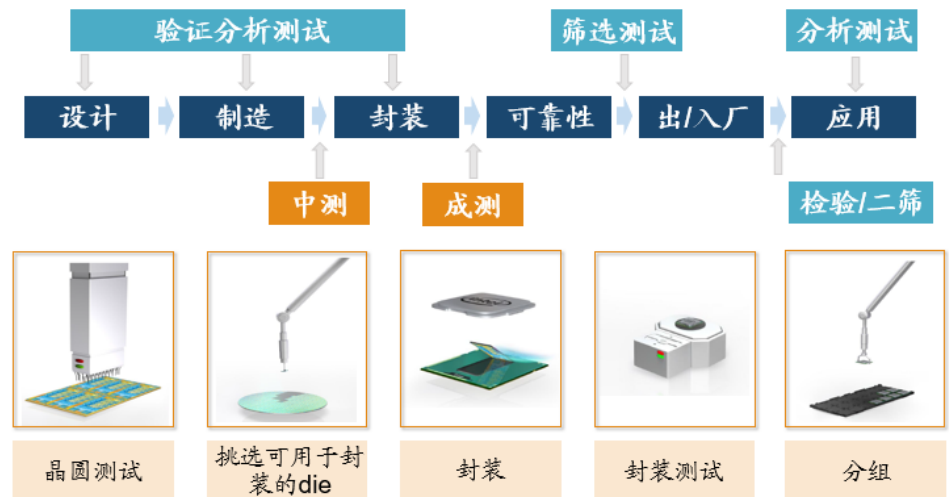 验证分析测试
筛选测试
分析测试
设计
制造
封装
可靠性
出/入厂
应用
中测
成测
检验/二筛
晶圆测试
挑选可用于封
装的die
封装
封装测试
分组